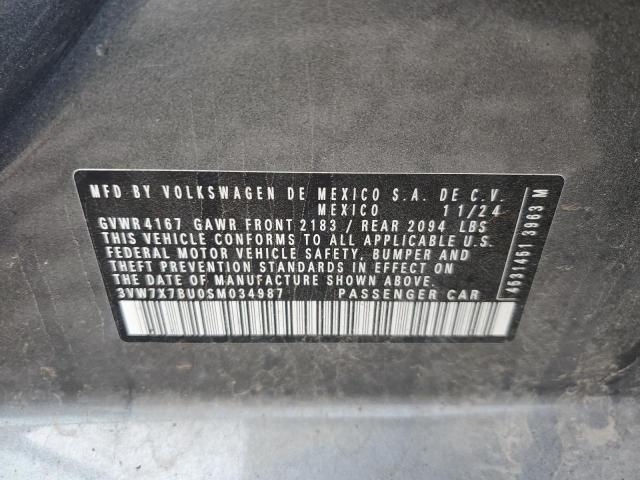 MFD BY VOLKSWAGEN DE MEXICO S.A. DE C.V.
MEXICO 11/24
GVWR 4167 GAWR FRONT 2183 / REAR 2094 LBS
THIS VEHICLE CONFORMS TO ALL APPLICABLE U.S.
FEDERAL MOTOR VEHICLE SAFETY, BUMPER AND
THEFT PREVENTION STANDARDS IN EFFECT ON
THE DATE OF MANUFACTURE SHOWN ABOVE.
3VW7X7BU0SM034987 PASSENGER CAR
4631461 3963 M